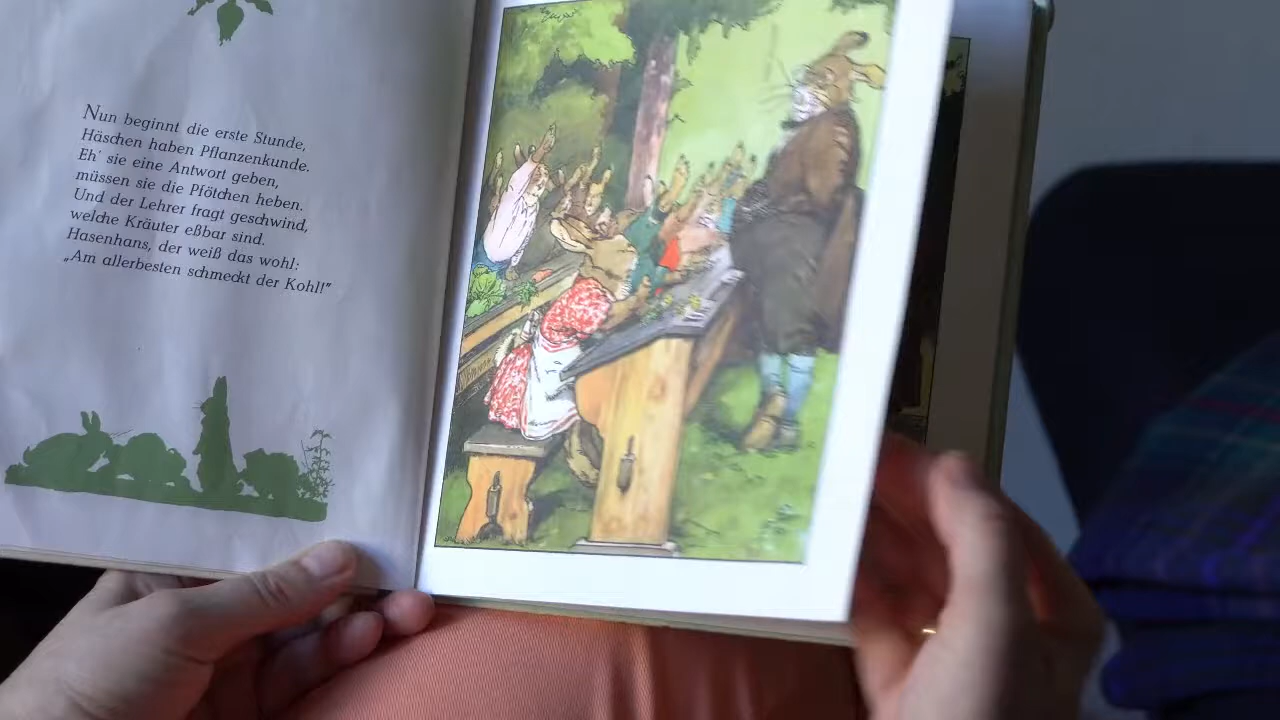 Nun beginnt die erste Stunde,
Häschen haben Pflanzenkunde.
Eh' sie eine Antwort geben,
müssen sie die Pfötchen heben.
Und der Lehrer fragt geschwind,
welche Kräuter eßbar sind.
Hasenhans, der weiß das wohl:
„Am allerbesten schmeckt der Kohl!"